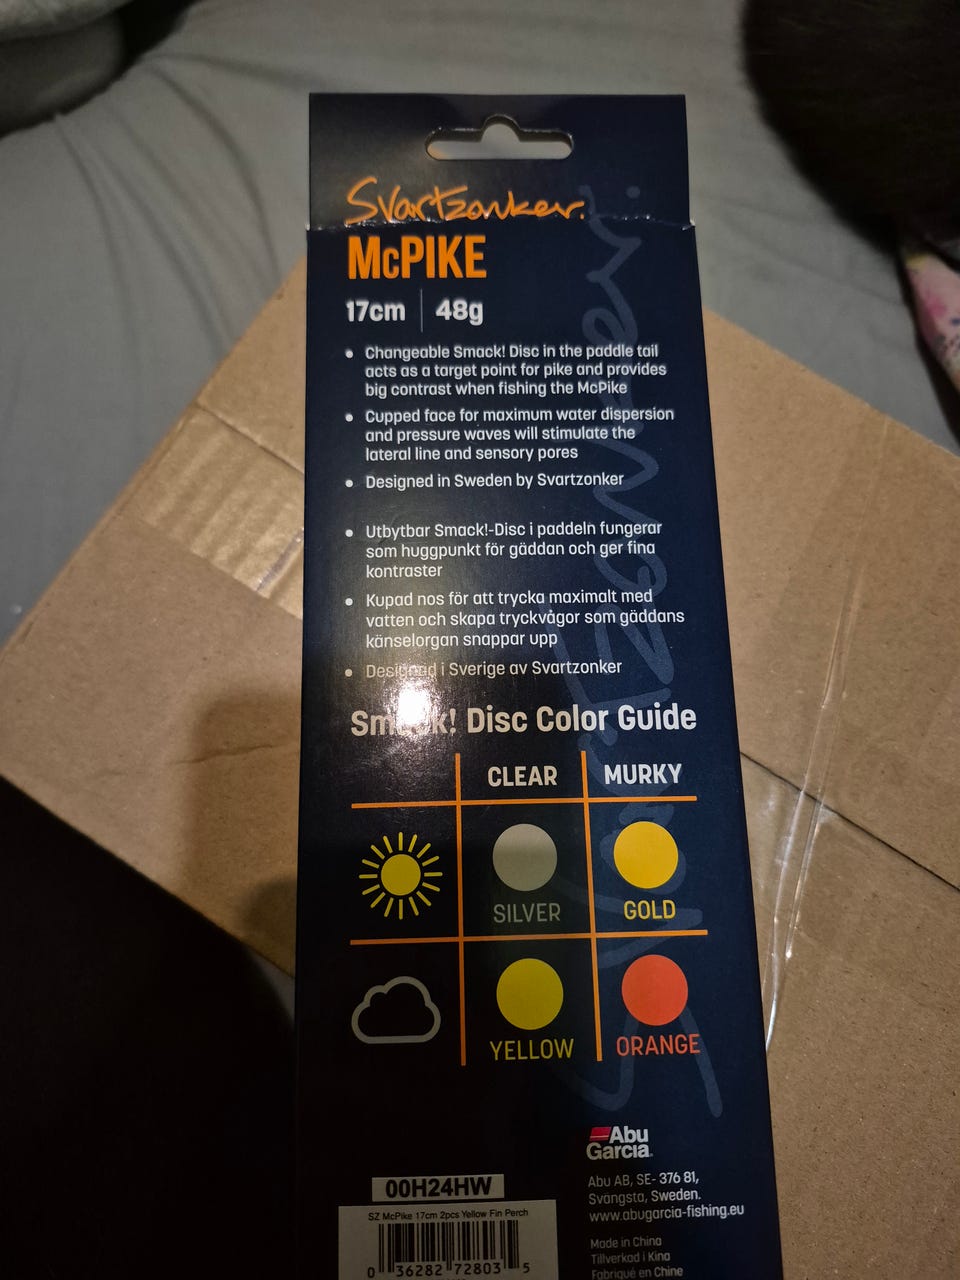 Svartzonker.
McPIKE
17cm | 48g
• Changeable Smack! Disc in the paddle tail
acts as a target point for pike and provides
big contrast when fishing the McPike
• Cupped face for maximum water dispersion
and pressure waves will stimulate the
lateral line and sensory pores
• Designed in Sweden by Svartzonker
• Utbytbar Smack!-Disc i paddeln fungerar
som huggpunkt för gäddan och ger fina
kontraster
• Kupad nos för att trycka maximalt med
vatten och skapa tryckvågor som gäddans
känselorgan snappar upp
• Designed i Sverige av Svartzonker
Smack! Disc Color Guide
CLEAR MURKY
SILVER GOLD
YELLOW ORANGE
Abu
Garcia
Abu AB, SE- 376 81,
Svängsta, Sweden.
www.abugarcia-fishing.eu
Made in China
Tillverkad i Kina
Fabriqué en Chine
00H24HW
SZ McPike 17cm 2pcs Yellow Fin Perch
0 36282 72803 5
Svartzonker.